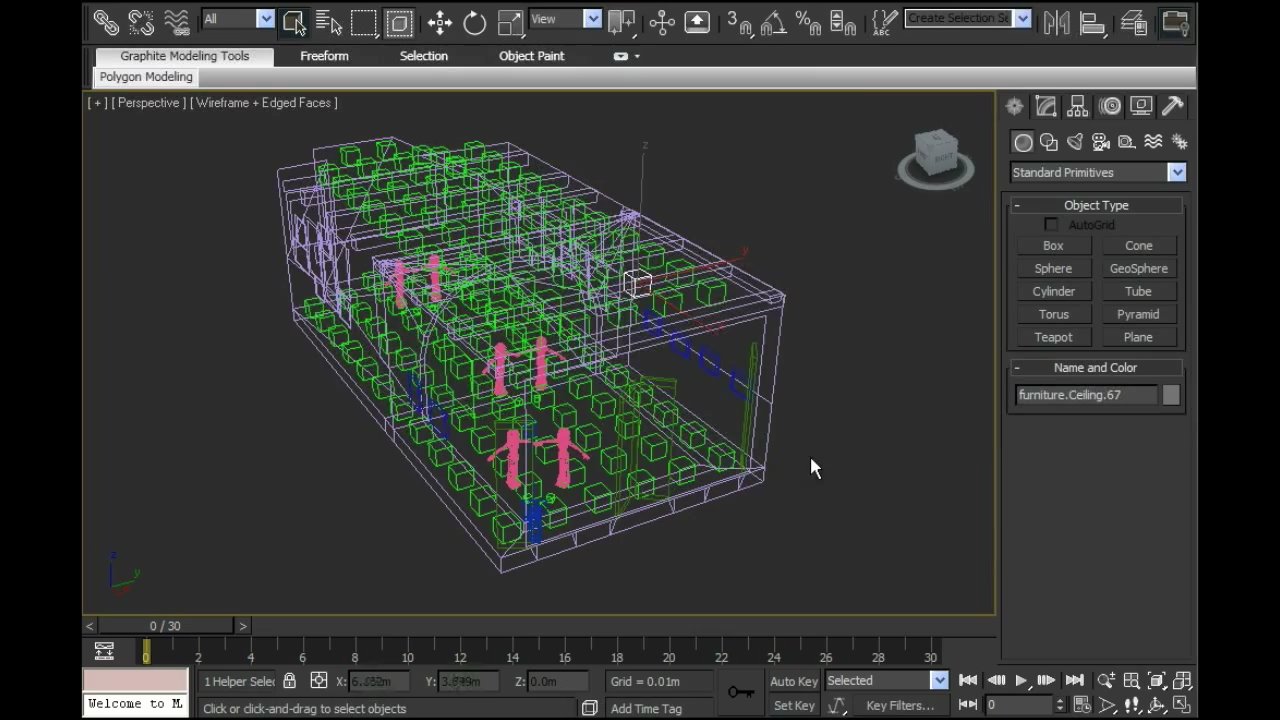 All
View
3
%
ABC
Create Selection Se
Graphite Modeling Tools
Freeform
Selection
Object Paint
Polygon Modeling
[ + ] [ Perspective ] [ Wireframe + Edged Faces ]
z
y
RIGHT
z
y
Standard Primitives
- Object Type
AutoGrid
Box Cone
Sphere GeoSphere
Cylinder Tube
Torus Pyramid
Teapot Plane
- Name and Color
furniture.Ceiling.67
< 0 / 30 >
0 2 4 6 8 10 12 14 16 18 20 22 24 26 28 30
1 Helper Selec
X:
Y:
Z: 0.0m
Grid = 0.01m
Auto Key
Selected
Welcome to M
Click or click-and-drag to select objects
Add Time Tag
Set Key
Key Filters...
0